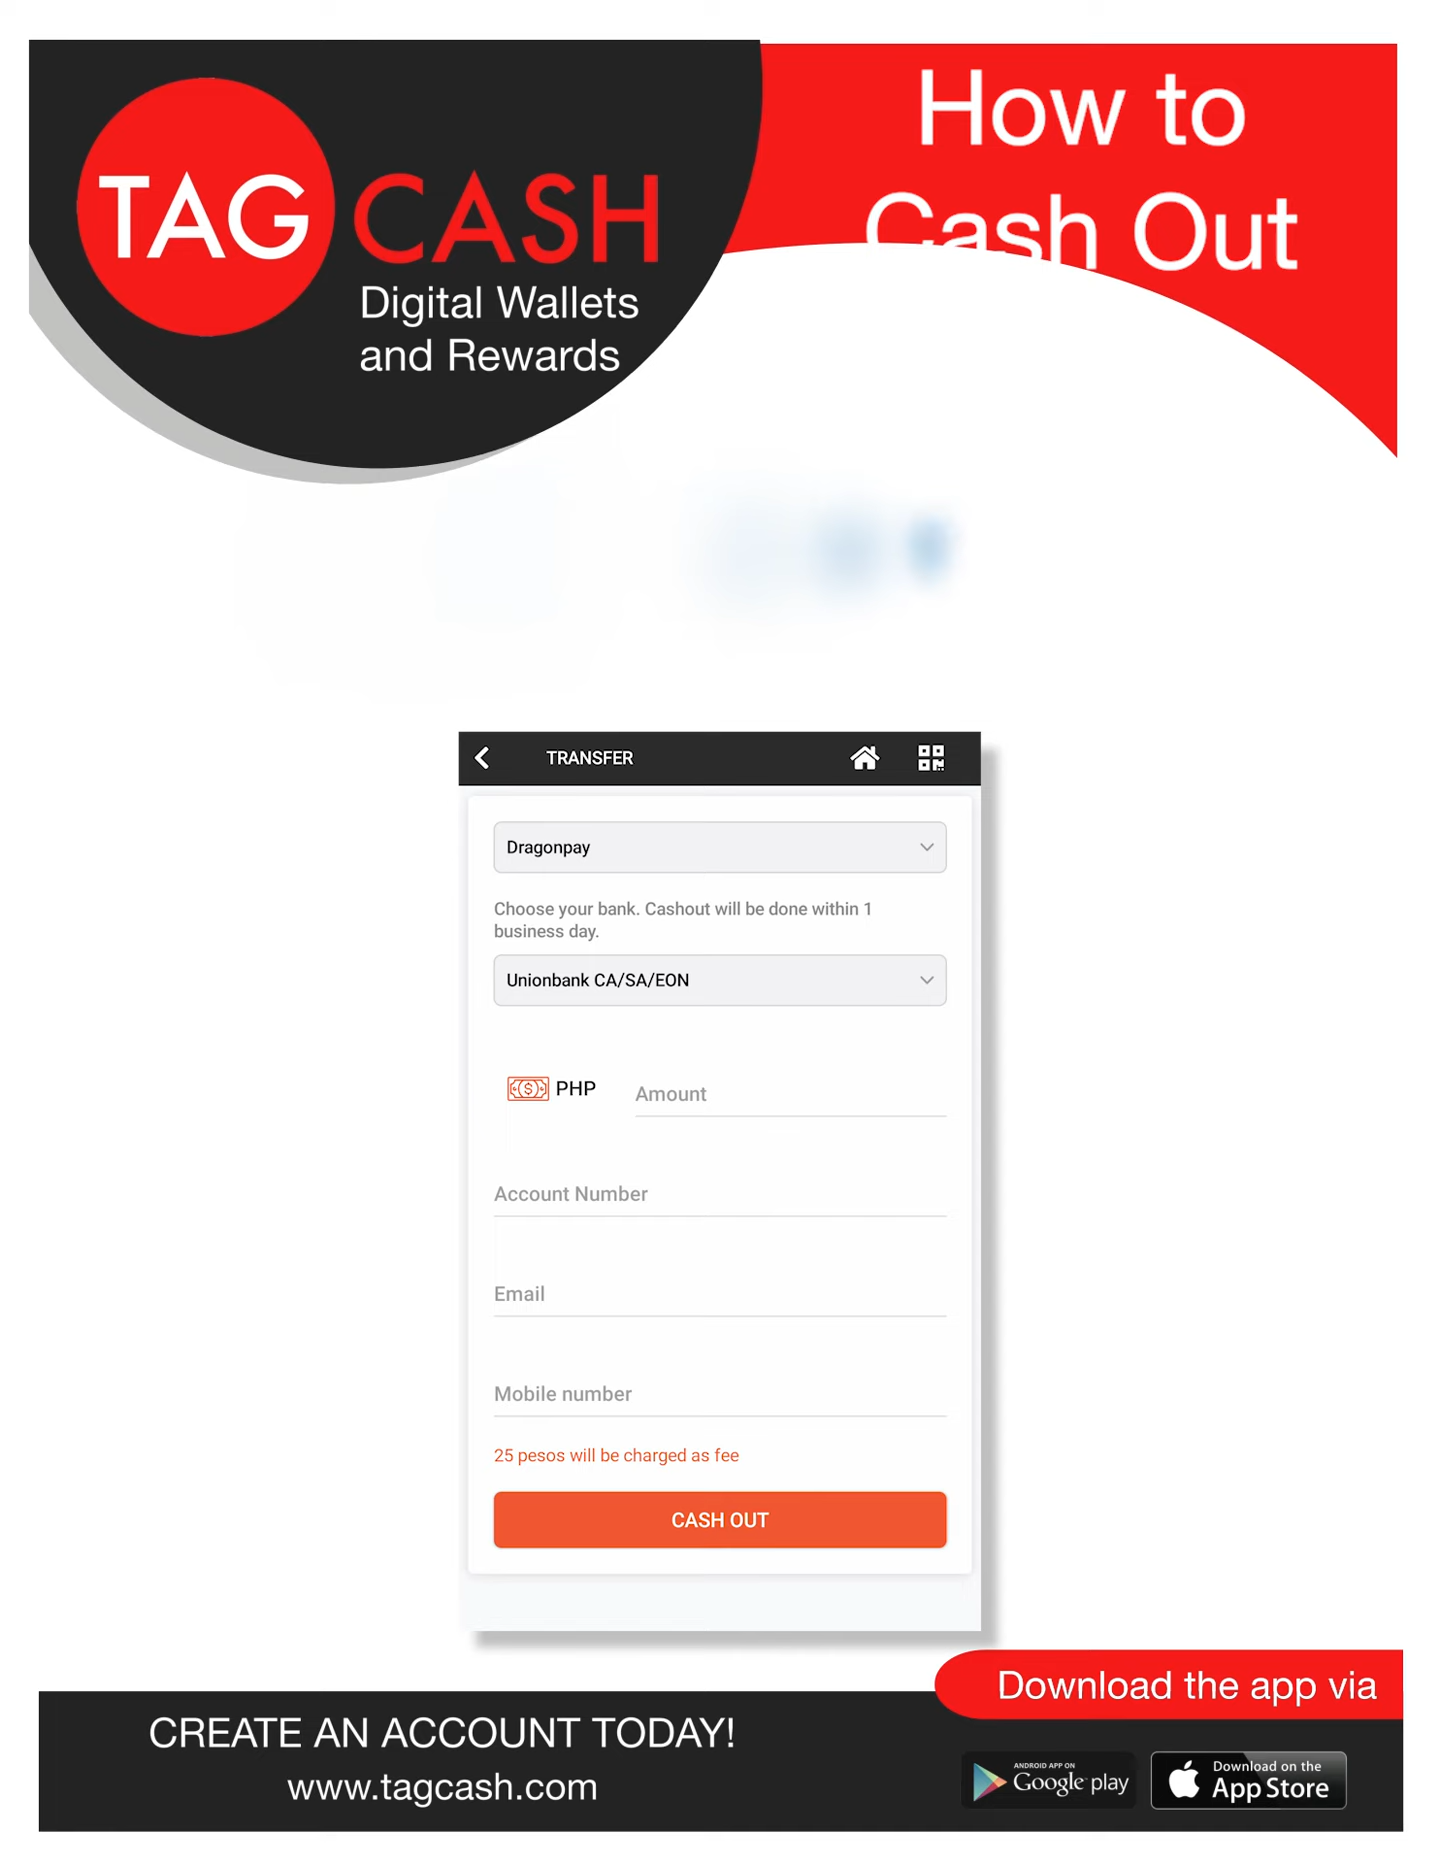 TAG CASH
Digital Wallets
and Rewards
How to
Cash Out
TRANSFER
Dragonpay
Choose your bank. Cashout will be done within 1
business day.
Unionbank CA/SA/EON
PHP
Amount
Account Number
Email
Mobile number
25 pesos will be charged as fee
CASH OUT
Download the app via
CREATE AN ACCOUNT TODAY!
www.tagcash.com
ANDROID APP ON
Google play
Download on the
App Store